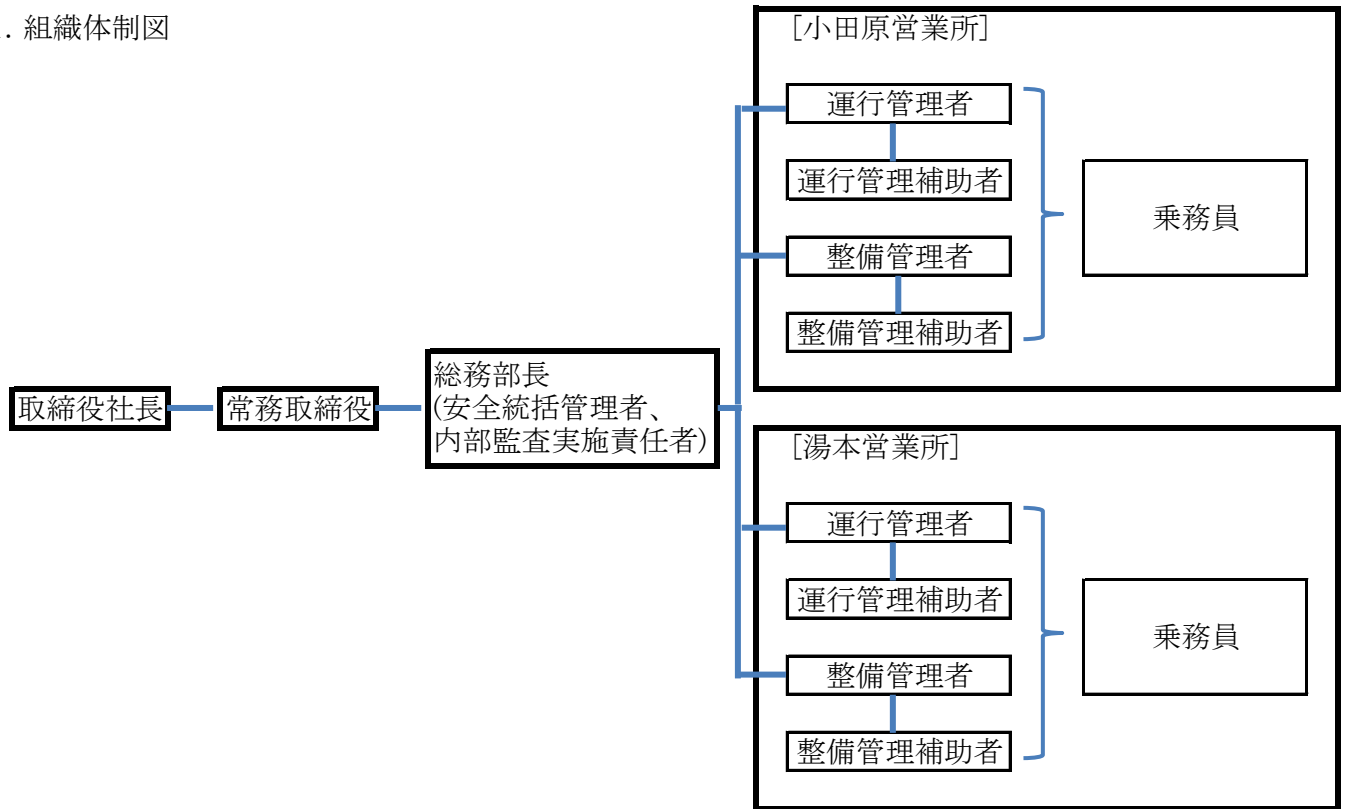 . 組織体制図
[小田原営業所]
運行管理者
運行管理補助者
整備管理者
整備管理補助者
乗務員
取締役社長
常務取締役
総務部長
(安全統括管理者、
内部監査実施責任者)
[湯本営業所]
運行管理者
運行管理補助者
整備管理者
整備管理補助者
乗務員